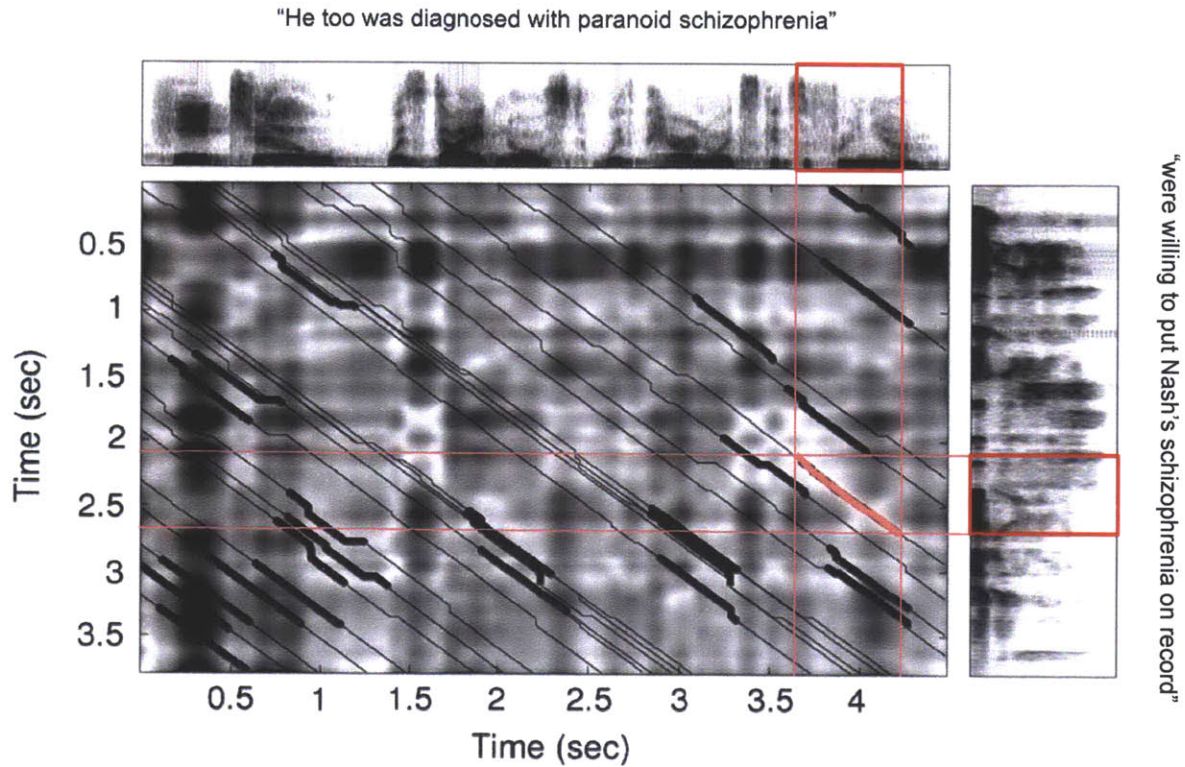 “He too was diagnosed with paranoid schizophrenia”
“were willing to put Nash's schizophrenia on record”
Time (sec)
0.5
1
1.5
2
2.5
3
3.5
0.5 1 1.5 2 2.5 3 3.5 4
Time (sec)